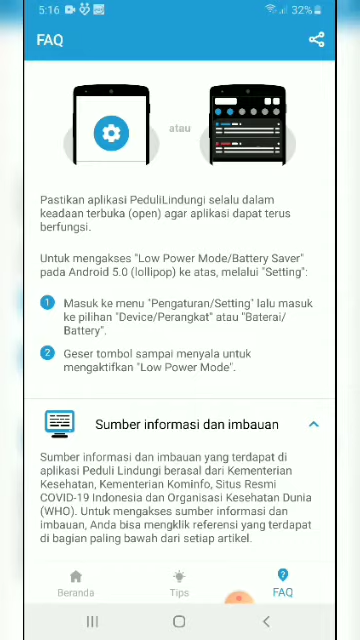 5:16
32%
FAQ
atau
Pastikan aplikasi PeduliLindungi selalu dalam
keadaan terbuka (open) agar aplikasi dapat terus
berfungsi.
Untuk mengakses "Low Power Mode/Battery Saver"
pada Android 5.0 (lollipop) ke atas, melalui "Setting":
1 Masuk ke menu "Pengaturan/Setting" lalu masuk
ke pilihan "Device/Perangkat" atau "Baterai/
Battery".
2 Geser tombol sampai menyala untuk
mengaktifkan "Low Power Mode".
Sumber informasi dan imbauan
Sumber informasi dan imbauan yang terdapat di
aplikasi Peduli Lindungi berasal dari Kementerian
Kesehatan, Kementerian Kominfo, Situs Resmi
COVID-19 Indonesia dan Organisasi Kesehatan Dunia
(WHO). Untuk mengakses sumber informasi dan
imbauan, Anda bisa mengklik referensi yang terdapat
di bagian paling bawah dari setiap artikel.
Beranda
Tips
FAQ